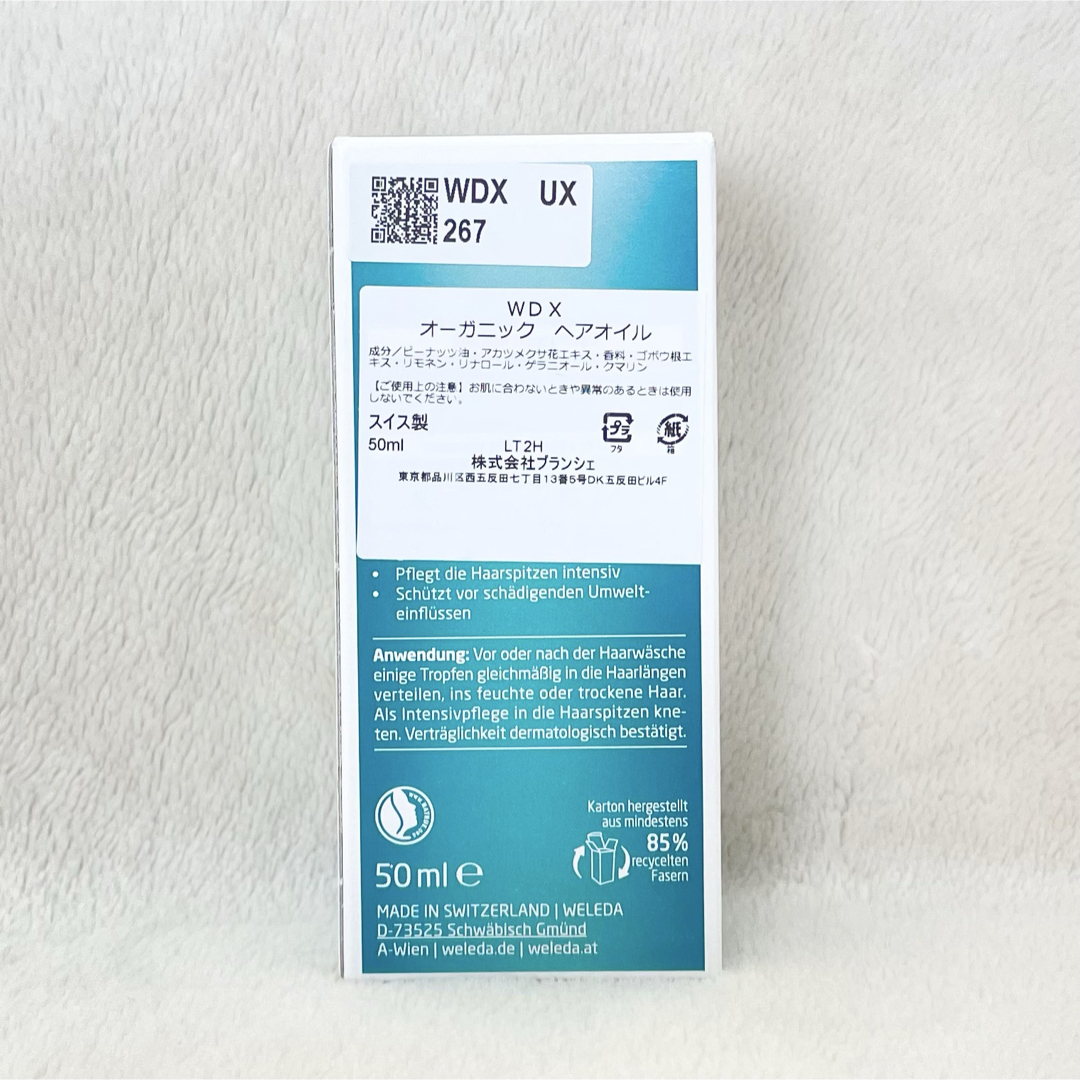 WDX UX
267
WDX
オーガニック ヘアオイル
成分/ピーナッツ油・アカツメクサ花エキス・香料・ゴボウ根エ
キス・リモネン・リナロール・ゲラニオール・クマリン
【ご使用上の注意】お肌に合わないときや異常のあるときは使用
しないでください。
スイス製
50ml
プラ
フタ
紙
箱
LT2H
株式会社ブランシェ
東京都品川区西五反田七丁目13番5号DK五反田ビル4F
• Pflegt die Haarspitzen intensiv
• Schützt vor schädigenden Umwelt-
einflüssen
Anwendung: Vor oder nach der Haarwäsche
einige Tropfen gleichmäßig in die Haarlängen
verteilen, ins feuchte oder trockene Haar.
Als Intensivpflege in die Haarspitzen kne-
ten. Verträglichkeit dermatologisch bestätigt.
WWW.NATRUE.ORG
Karton hergestellt
aus mindestens
85%
recycelten
Fasern
50 ml ℮
MADE IN SWITZERLAND | WELEDA
D-73525 Schwäbisch Gmünd
A-Wien | weleda.de | weleda.at